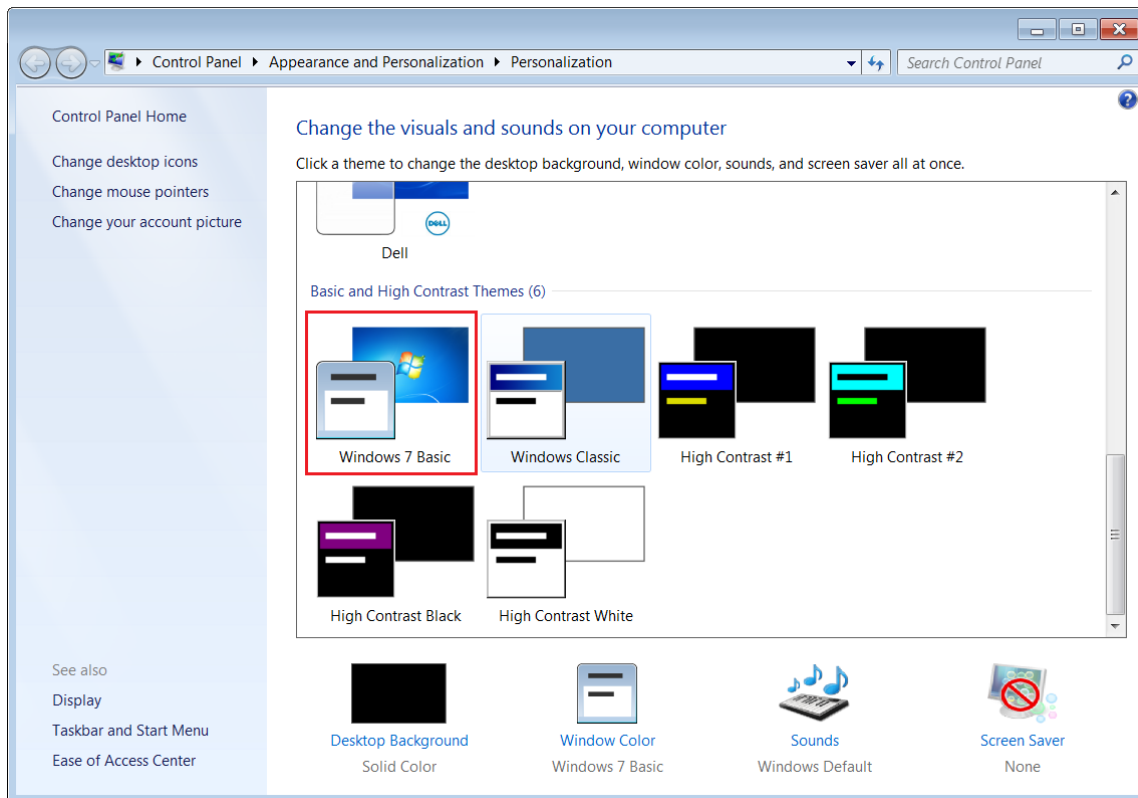 Control Panel Appearance and Personalization Personalization
Search Control Panel
Control Panel Home
Change desktop icons
Change mouse pointers
Change your account picture
Change the visuals and sounds on your computer
Click a theme to change the desktop background, window color, sounds, and screen saver all at once.
DELL
Dell
Basic and High Contrast Themes (6)
Windows 7 Basic Windows Classic High Contrast #1 High Contrast #2
High Contrast Black High Contrast White
See also
Display
Taskbar and Start Menu
Ease of Access Center
Desktop Background Window Color Sounds Screen Saver
Solid Color Windows 7 Basic Windows Default None